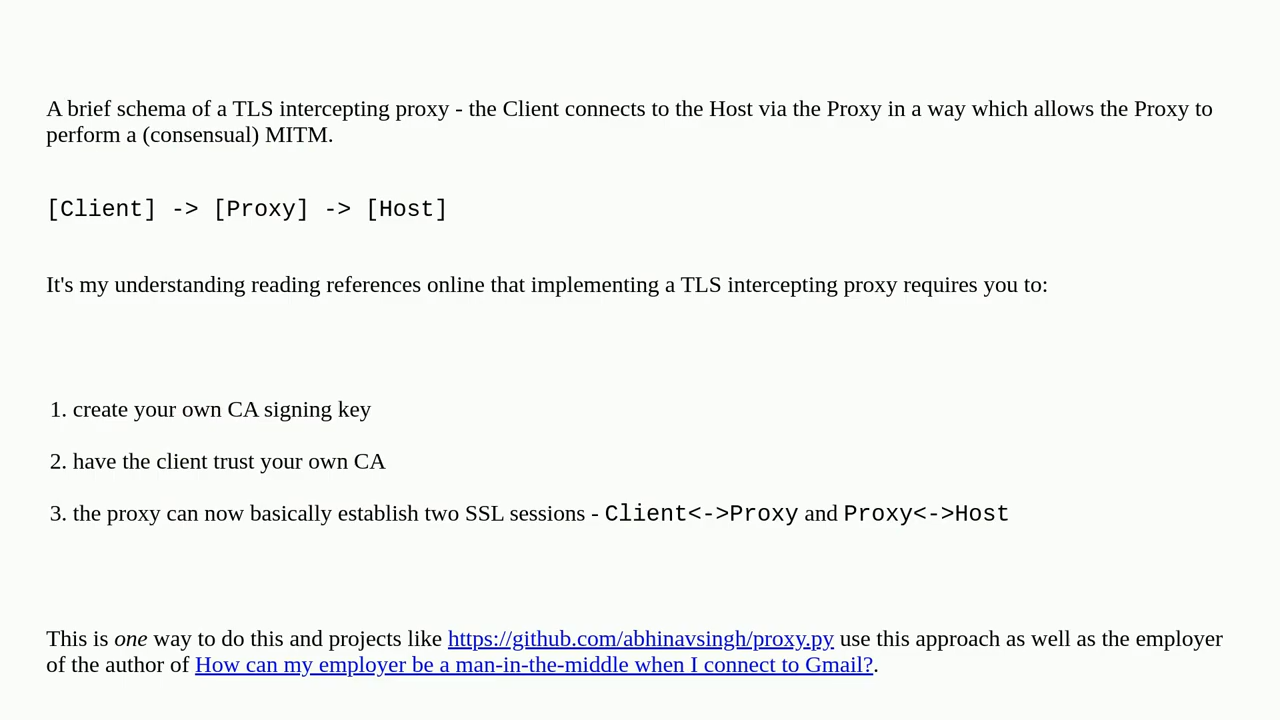 A brief schema of a TLS intercepting proxy - the Client connects to the Host via the Proxy in a way which allows the Proxy to
perform a (consensual) MITM.
[Client] -> [Proxy] -> [Host]
It's my understanding reading references online that implementing a TLS intercepting proxy requires you to:
1. create your own CA signing key
2. have the client trust your own CA
3. the proxy can now basically establish two SSL sessions - Client<->Proxy and Proxy<->Host
This is one way to do this and projects like https://github.com/abhinavsingh/proxy.py use this approach as well as the employer
of the author of How can my employer be a man-in-the-middle when I connect to Gmail?.